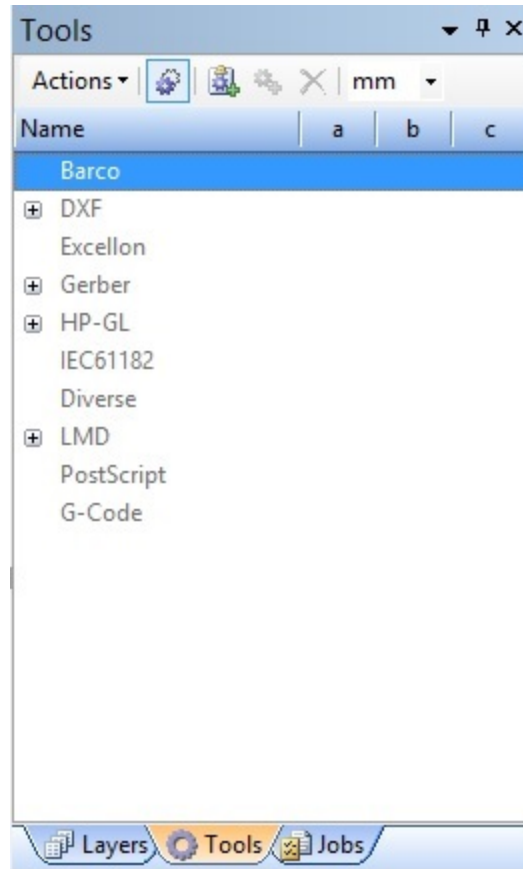 Tools
Actions mm
Name a b c
Barco
DXF
Excellon
Gerber
HP-GL
IEC61182
Diverse
LMD
PostScript
G-Code
Layers Tools Jobs